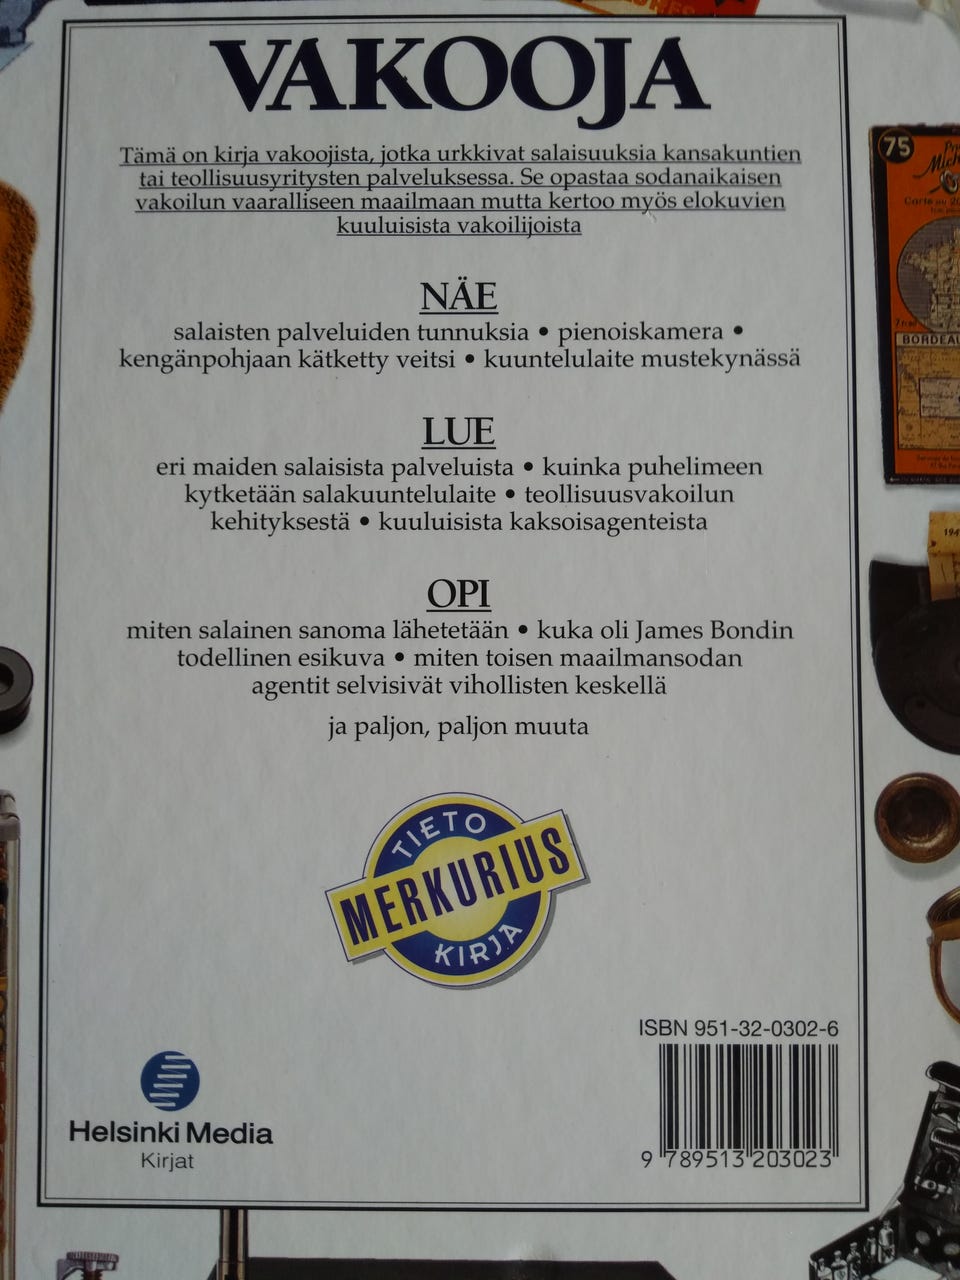 VAKOOJA
Tämä on kirja vakoojista, jotka urkkivat salaisuuksia kansakuntien
tai teollisuusyritysten palveluksessa. Se opastaa sodanaikaisen
vakoilun vaaralliseen maailmaan mutta kertoo myös elokuvien
kuuluisista vakoilijoista
NÄE
salaisten palveluiden tunnuksia • pienoiskamera •
kengänpohjaan kätketty veitsi • kuuntelulaite mustekynässä
LUE
eri maiden salaisista palveluista • kuinka puhelimeen
kytketään salakuuntelulaite • teollisuusvakoilun
kehityksestä • kuuluisista kaksoisagenteista
OPI
miten salainen sanoma lähetetään • kuka oli James Bondin
todellinen esikuva • miten toisen maailmansodan
agentit selvisivät vihollisten keskellä
ja paljon, paljon muuta
TIETO
MERKURIUS
KIRJA
ISBN 951-32-0302-6
9 789513 203023
Helsinki Media
Kirjat
75
Carte au